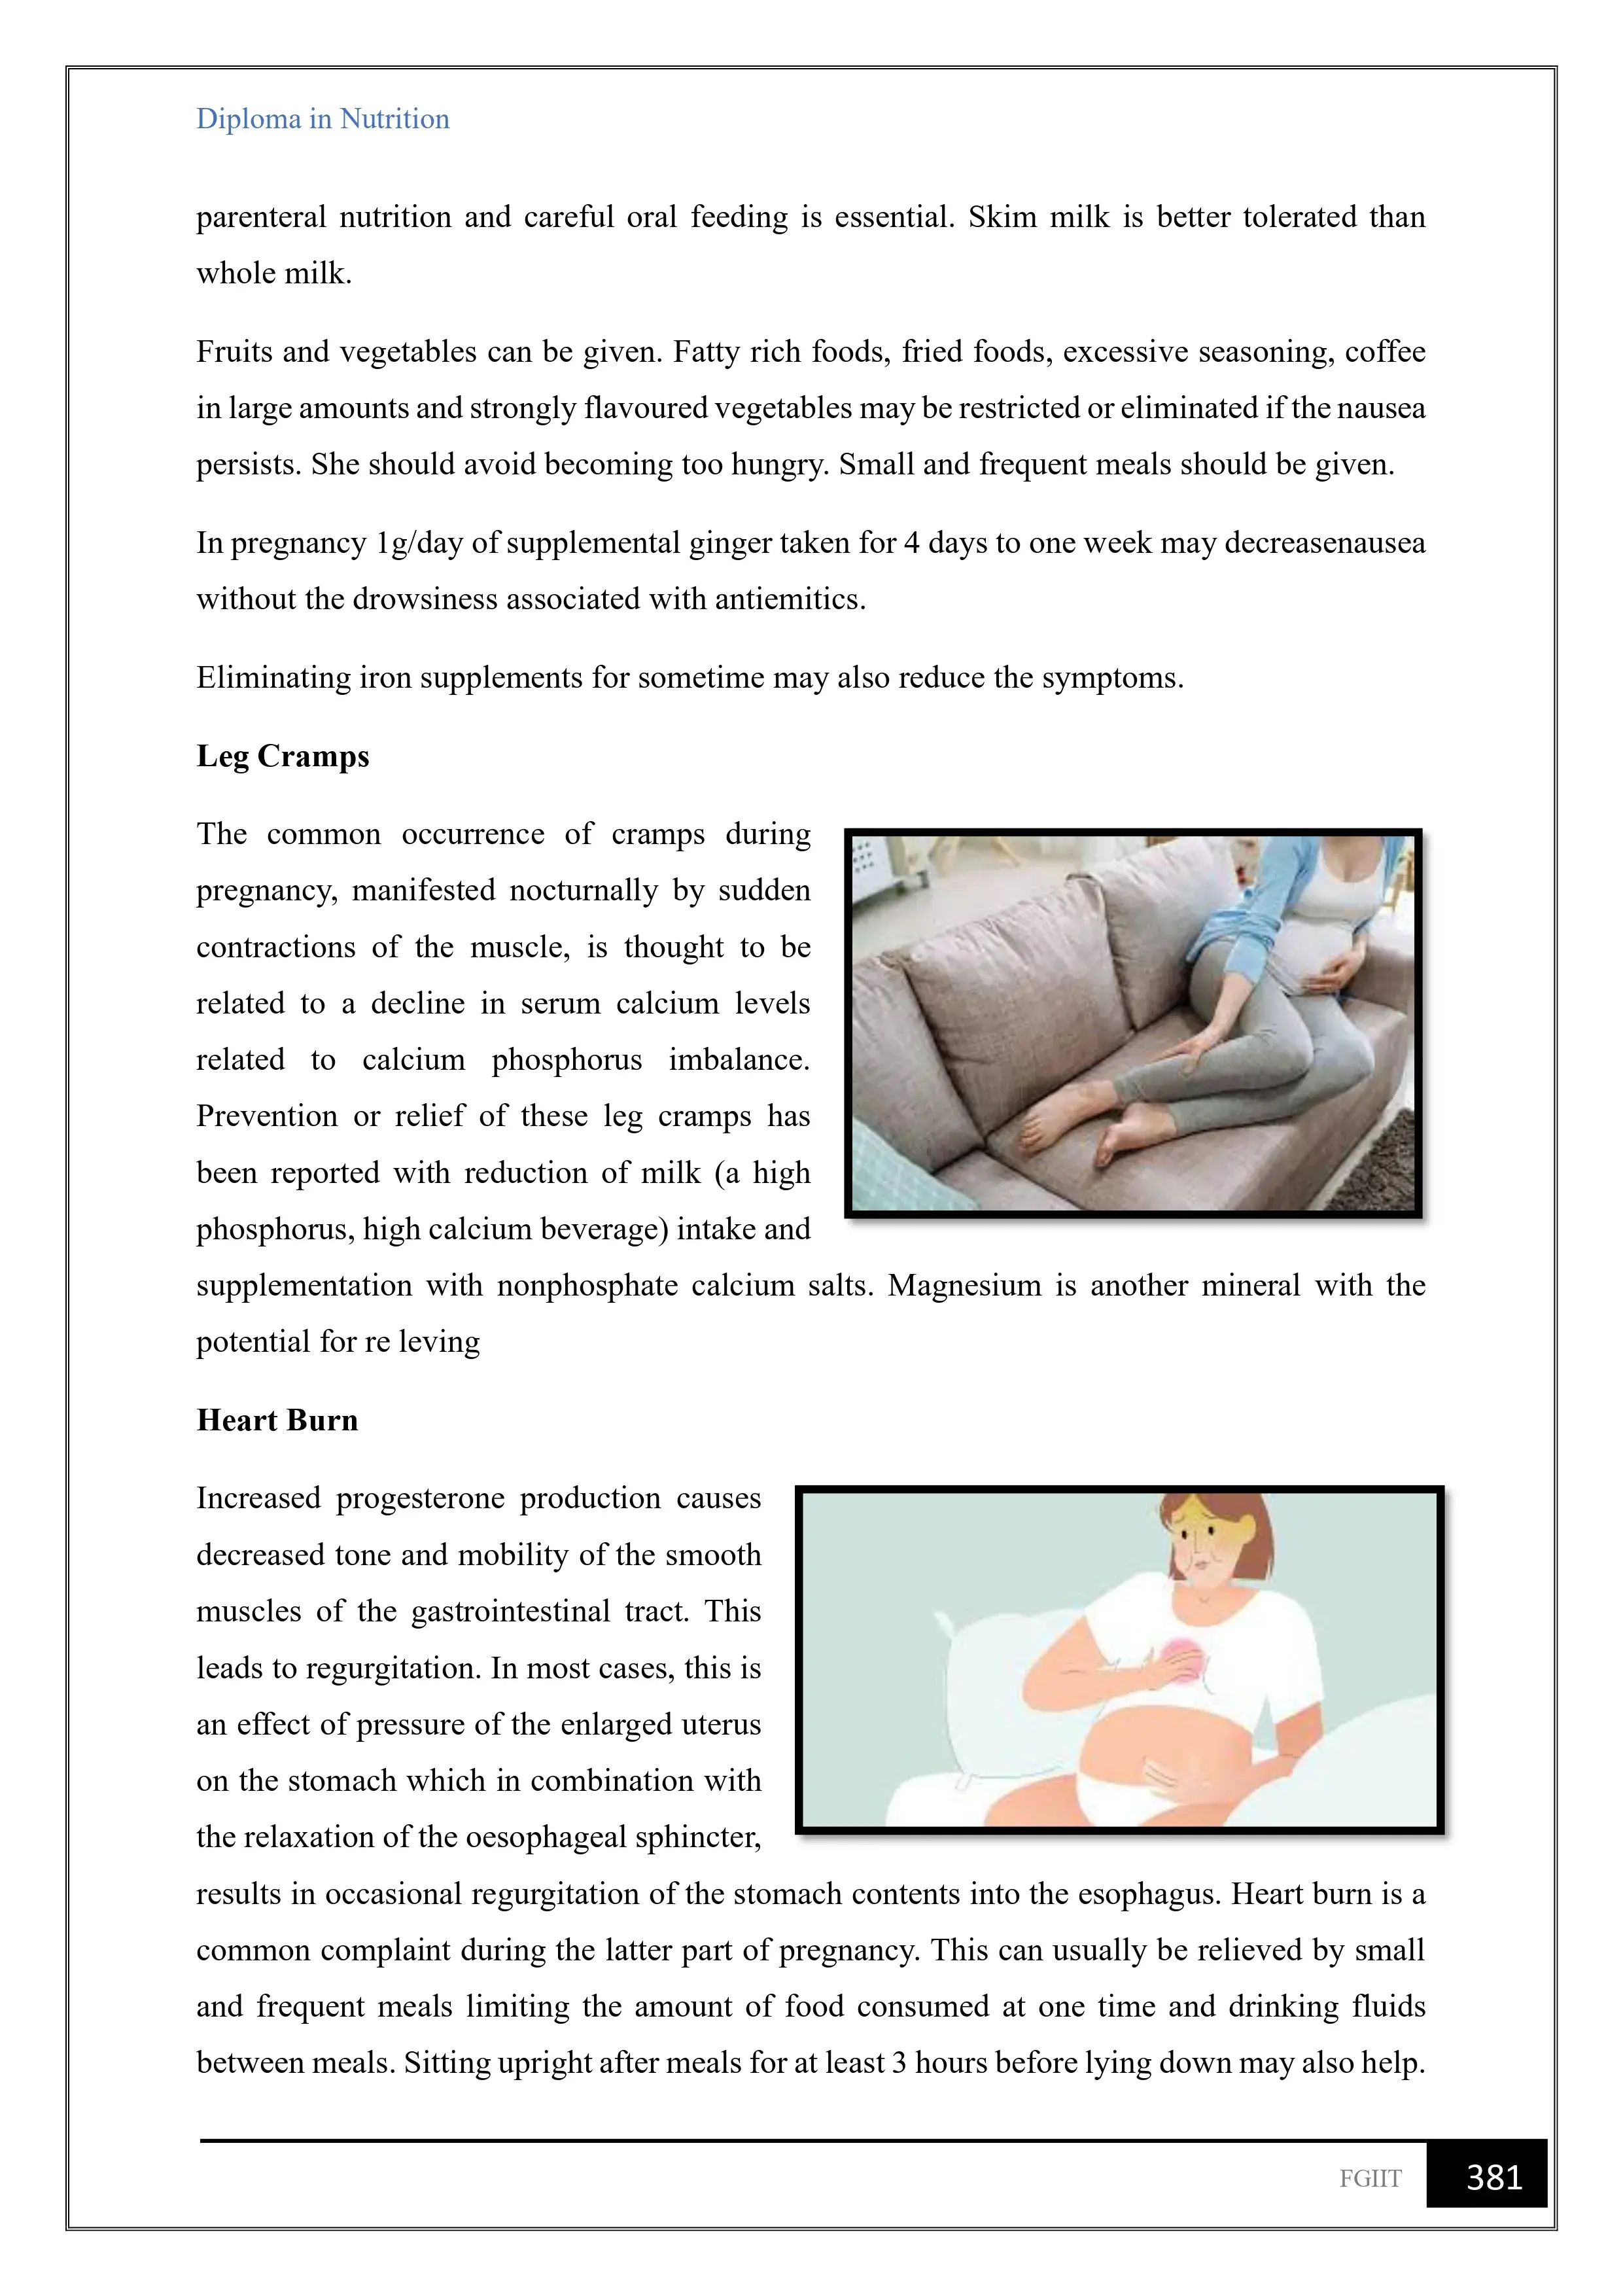 Diploma in Nutrition
parenteral nutrition and careful oral feeding is essential. Skim milk is better tolerated than
whole milk.
Fruits and vegetables can be given. Fatty rich foods, fried foods, excessive seasoning, coffee
in large amounts and strongly flavoured vegetables may be restricted or eliminated if the nausea
persists. She should avoid becoming too hungry. Small and frequent meals should be given.
In pregnancy 1g/day of supplemental ginger taken for 4 days to one week may decreasenausea
without the drowsiness associated with antiemitics.
Eliminating iron supplements for sometime may also reduce the symptoms.
Leg Cramps
The common occurrence of cramps during
pregnancy, manifested nocturnally by sudden
contractions of the muscle, is thought to be
related to a decline in serum calcium levels
related to calcium phosphorus imbalance.
Prevention or relief of these leg cramps has
been reported with reduction of milk (a high
phosphorus, high calcium beverage) intake and
supplementation with nonphosphate calcium salts. Magnesium is another mineral with the
potential for re leving
Heart Burn
Increased progesterone production causes
decreased tone and mobility of the smooth
muscles of the gastrointestinal tract. This
leads to regurgitation. In most cases, this is
an effect of pressure of the enlarged uterus
on the stomach which in combination with
the relaxation of the oesophageal sphincter,
results in occasional regurgitation of the stomach contents into the esophagus. Heart burn is a
common complaint during the latter part of pregnancy. This can usually be relieved by small
and frequent meals limiting the amount of food consumed at one time and drinking fluids
between meals. Sitting upright after meals for at least 3 hours before lying down may also help.
FGIIT 381